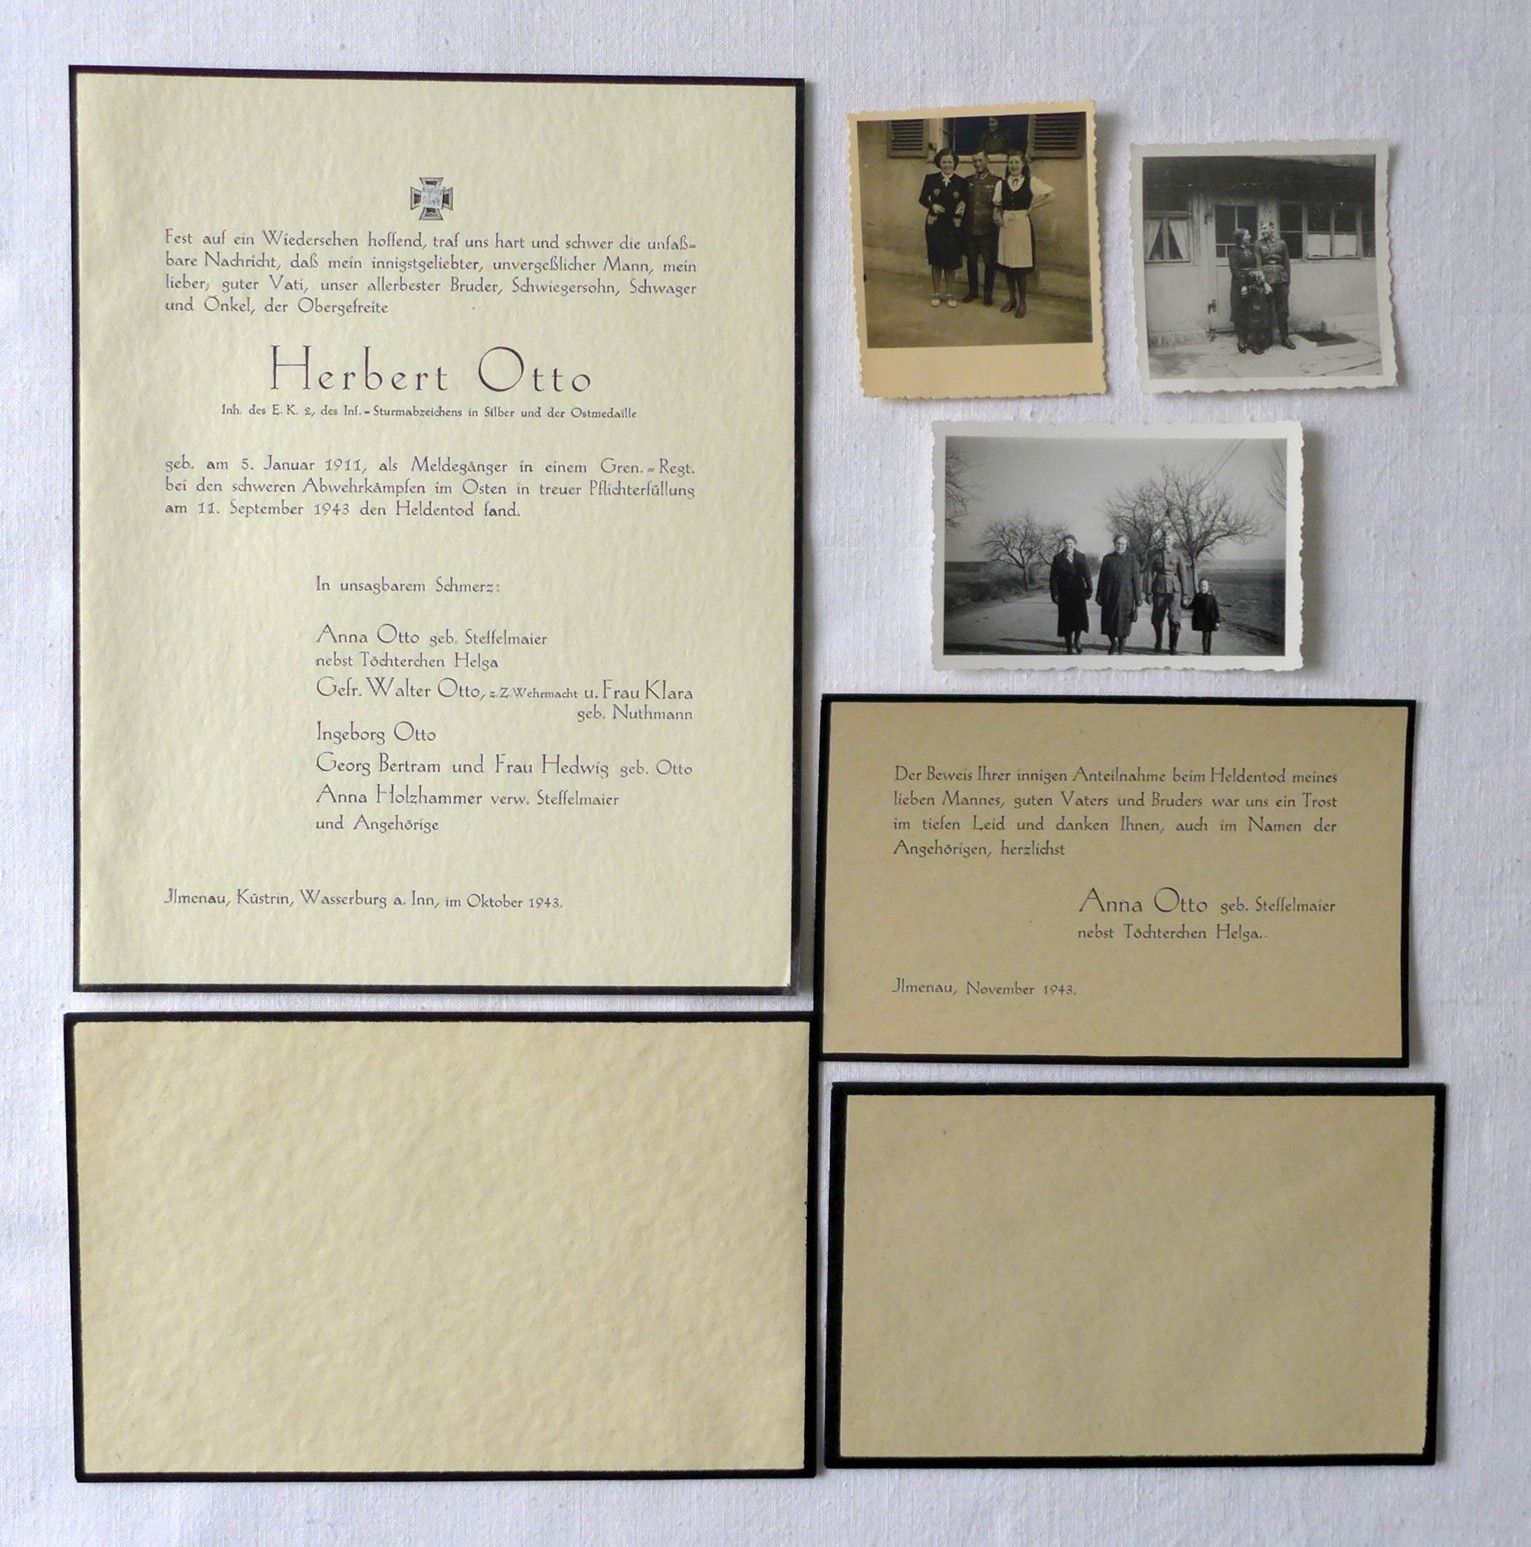 Fest auf ein Wiedersehen hoffend, traf uns hart und schwer die unfaß-
bare Nachricht, daß mein innigstgeliebter, unvergeßlicher Mann, mein
lieber, guter Vati, unser allerbester Bruder, Schwiegersohn, Schwager
und Onkel, der Obergefreite
Herbert Otto
Inh. des E. K. 2, des Inf.-Sturmabzeichens in Silber und der Ostmedaille
geb. am 5. Januar 1911, als Meldegänger in einem Gren.-Regt.
bei den schweren Abwehrkämpfen im Osten in treuer Pflichterfüllung
am 11. September 1943 den Heldentod fand.
In unsagbarem Schmerz:
Anna Otto geb. Steffelmaier
nebst Töchterchen Helga
Gefr. Walter Otto, z. Z. Wehrmacht u. Frau Klara
geb. Nuthmann
Ingeborg Otto
Georg Bertram und Frau Hedwig geb. Otto
Anna Holzhammer verw. Steffelmaier
und Angehörige
Jlmenau, Küstrin, Wasserburg a. Inn, im Oktober 1943.
Der Beweis Ihrer innigen Anteilnahme beim Heldentod meines
lieben Mannes, guten Vaters und Bruders war uns ein Trost
im tiefen Leid und danken Ihnen, auch im Namen der
Angehörigen, herzlichst
Anna Otto geb. Steffelmaier
nebst Töchterchen Helga.
Jlmenau, November 1943.